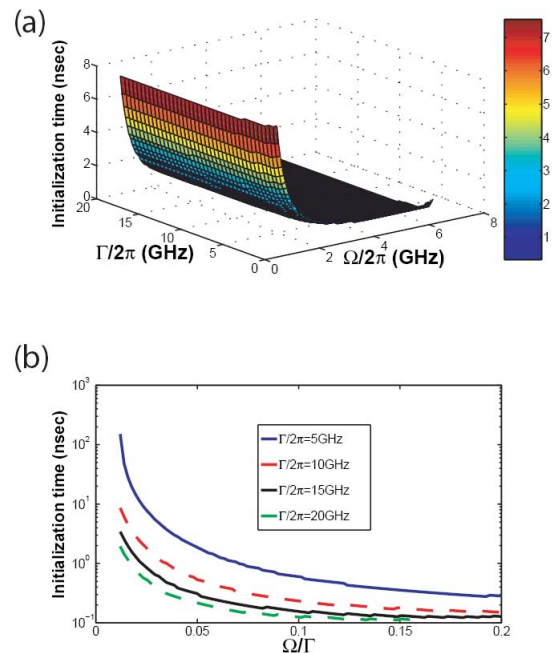 (a)
Initialization time (nsec)
8
6
4
2
0
20
15
10
5
0
Γ/2π (GHz)
0
2
4
6
8
Ω/2π (GHz)
7
6
5
4
3
2
1
(b)
Initialization time (nsec)
10³
10²
10¹
10⁰
10⁻¹
0
0.05
0.1
0.15
0.2
Ω/Γ
Γ/2π=5GHz
Γ/2π=10GHz
Γ/2π=15GHz
Γ/2π=20GHz